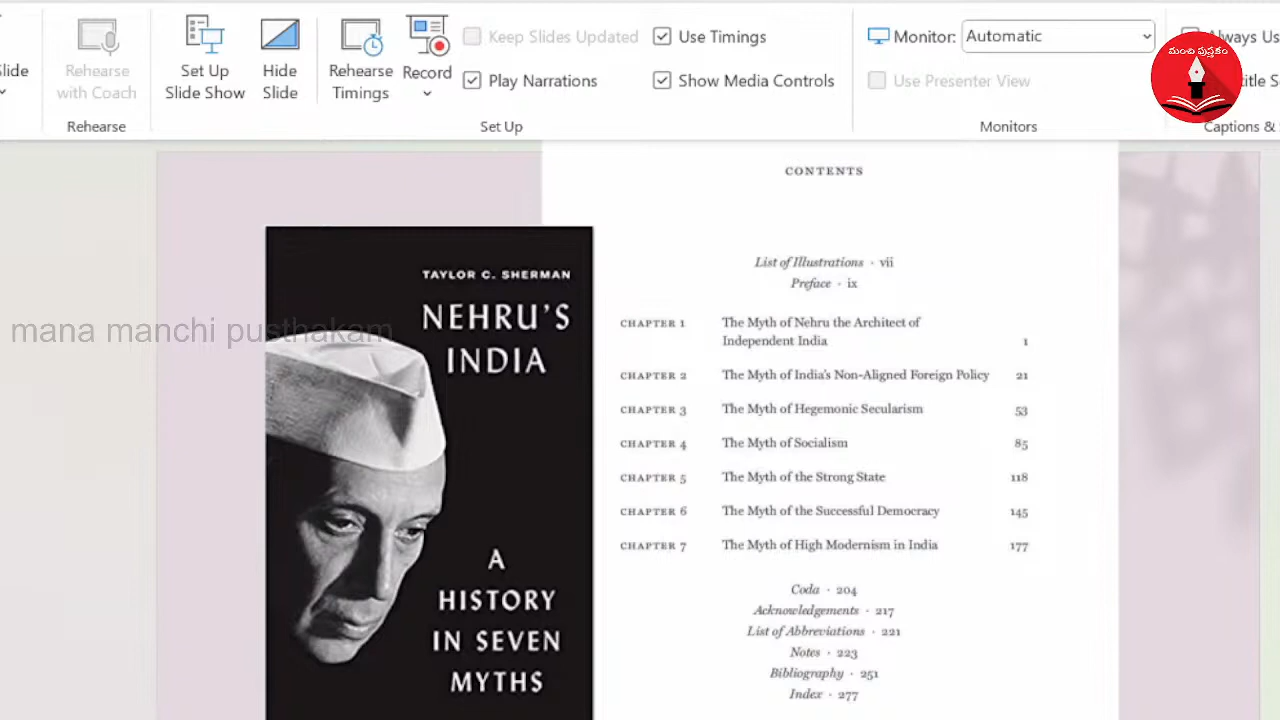 Slide
Rehearse
with Coach
Rehearse
Set Up
Slide Show
Hide
Slide
Rehearse
Timings
Record
Keep Slides Updated
Play Narrations
Use Timings
Show Media Controls
Set Up
Monitor:
Automatic
Use Presenter View
Monitors
Always Us
itle S
Captions &
మంచి పుస్తకం
mana manchi pusthakam
TAYLOR C. SHERMAN
NEHRU'S
INDIA
A
HISTORY
IN SEVEN
MYTHS
CONTENTS
List of Illustrations · vii
Preface · ix
CHAPTER 1 The Myth of Nehru the Architect of
Independent India 1
CHAPTER 2 The Myth of India's Non-Aligned Foreign Policy 21
CHAPTER 3 The Myth of Hegemonic Secularism 53
CHAPTER 4 The Myth of Socialism 85
CHAPTER 5 The Myth of the Strong State 118
CHAPTER 6 The Myth of the Successful Democracy 145
CHAPTER 7 The Myth of High Modernism in India 177
Coda · 204
Acknowledgements · 217
List of Abbreviations · 221
Notes · 223
Bibliography · 251
Index · 277